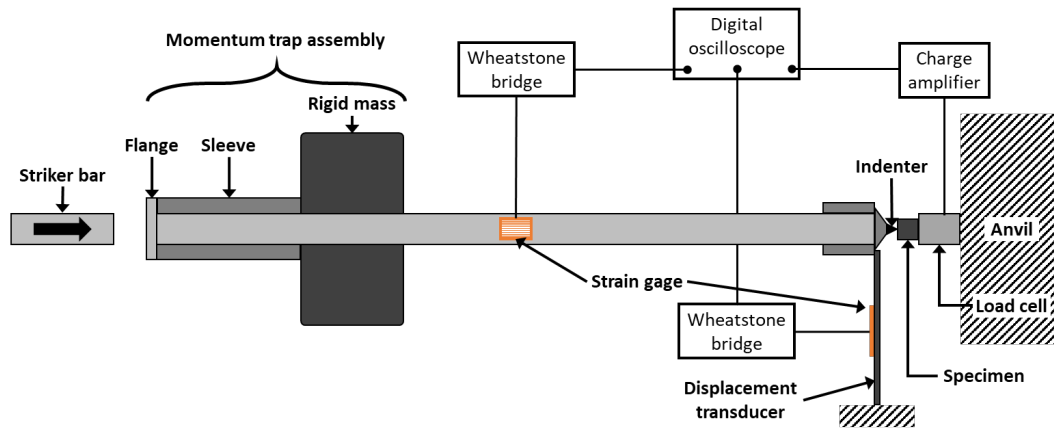 Digital
oscilloscope
Momentum trap assembly
Wheatstone
bridge
Charge
amplifier
Rigid mass
Flange
Sleeve
Striker bar
Indenter
Anvil
Strain gage
Load cell
Wheatstone
bridge
Specimen
Displacement
transducer